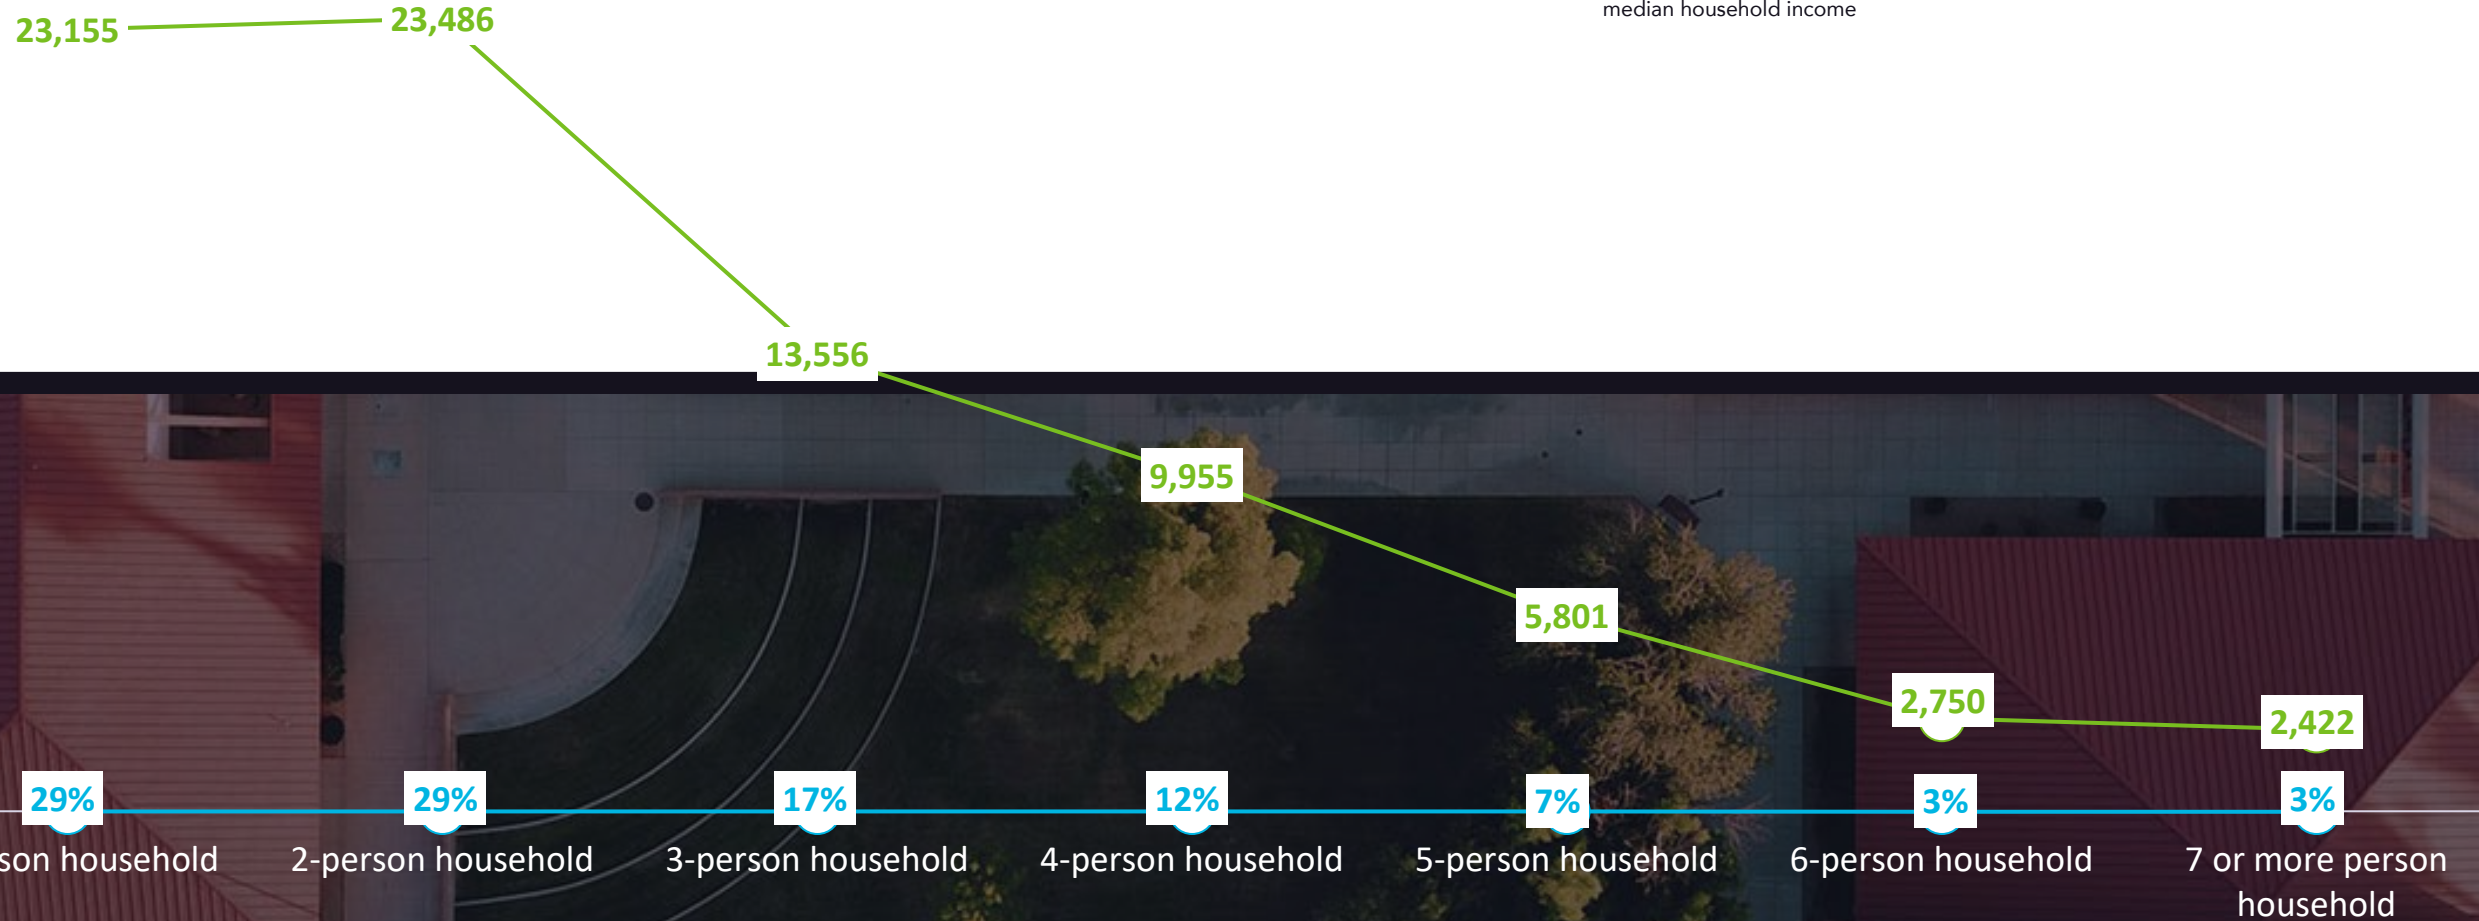 median household income
23,155
23,486
13,556
9,955
5,801
2,750
2,422
29%
29%
17%
12%
7%
3%
3%
son household
2-person household
3-person household
4-person household
5-person household
6-person household
7 or more person
household